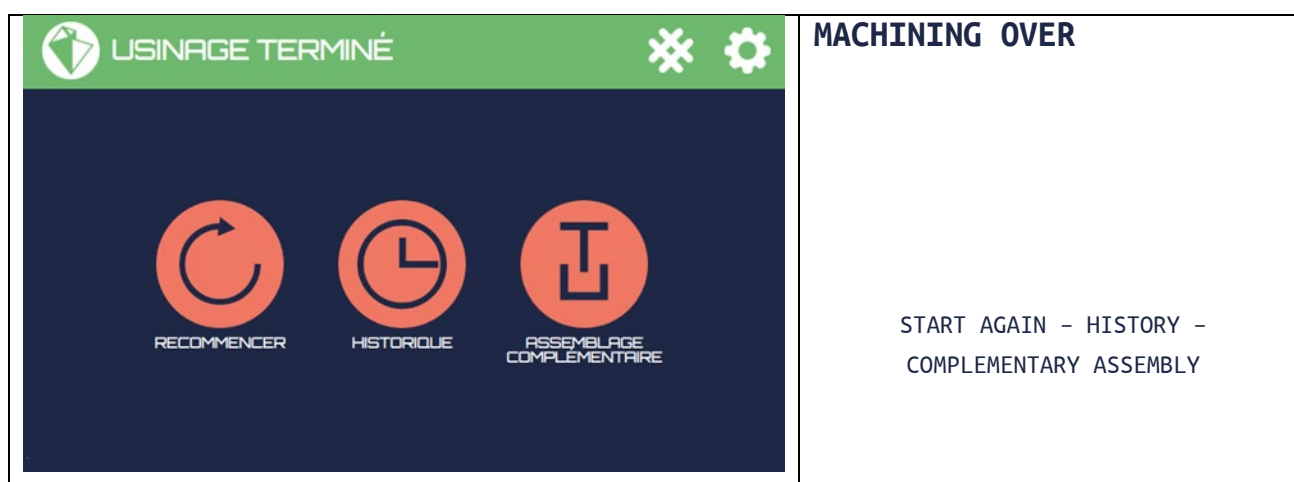 USINAGE TERMINÉ
RECOMMENCER
HISTORIQUE
ASSEMBLAGE
COMPLÉMENTAIRE
MACHINING OVER
START AGAIN – HISTORY –
COMPLEMENTARY ASSEMBLY